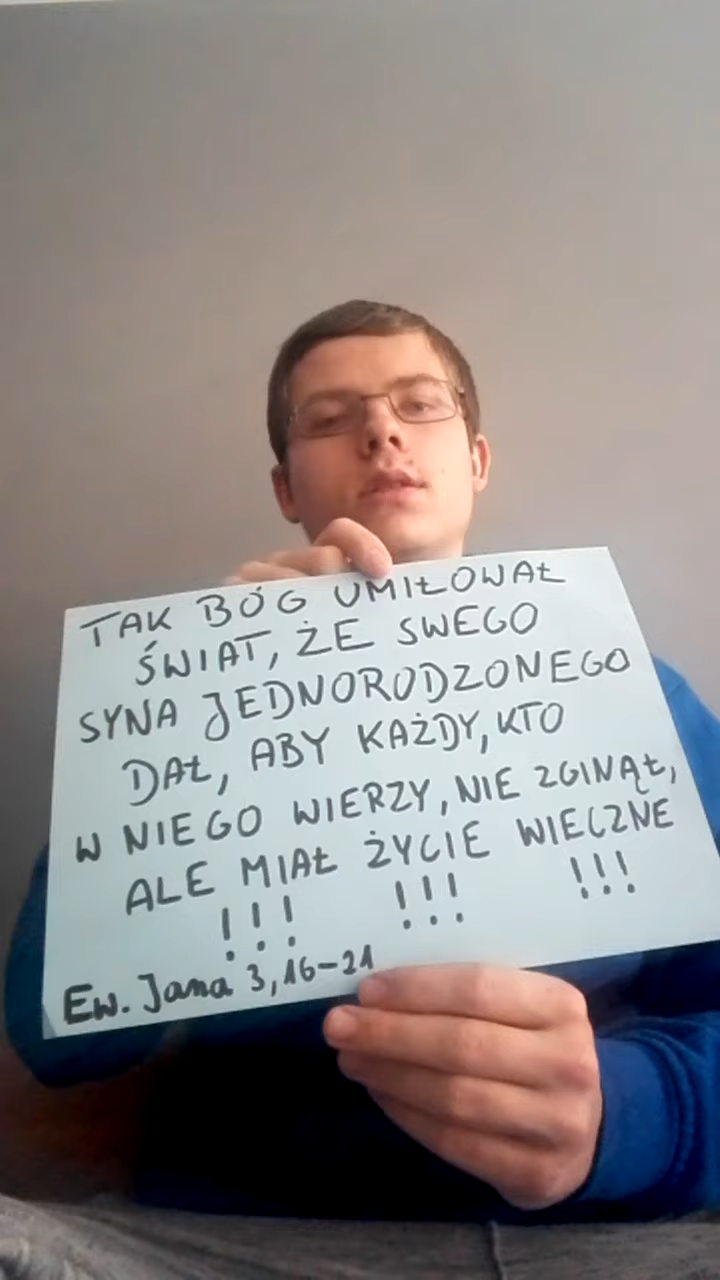 TAK BÓG UMIŁOWAŁ
ŚWIAT, ŻE SWEGO
SYNA JEDNORODZONEGO
DAŁ, ABY KAŻDY, KTO
W NIEGO WIERZY, NIE ZGINĄŁ,
ALE MIAŁ ŻYCIE WIECZNE
!!! !!! !!!
Ew. Jana 3,16-21